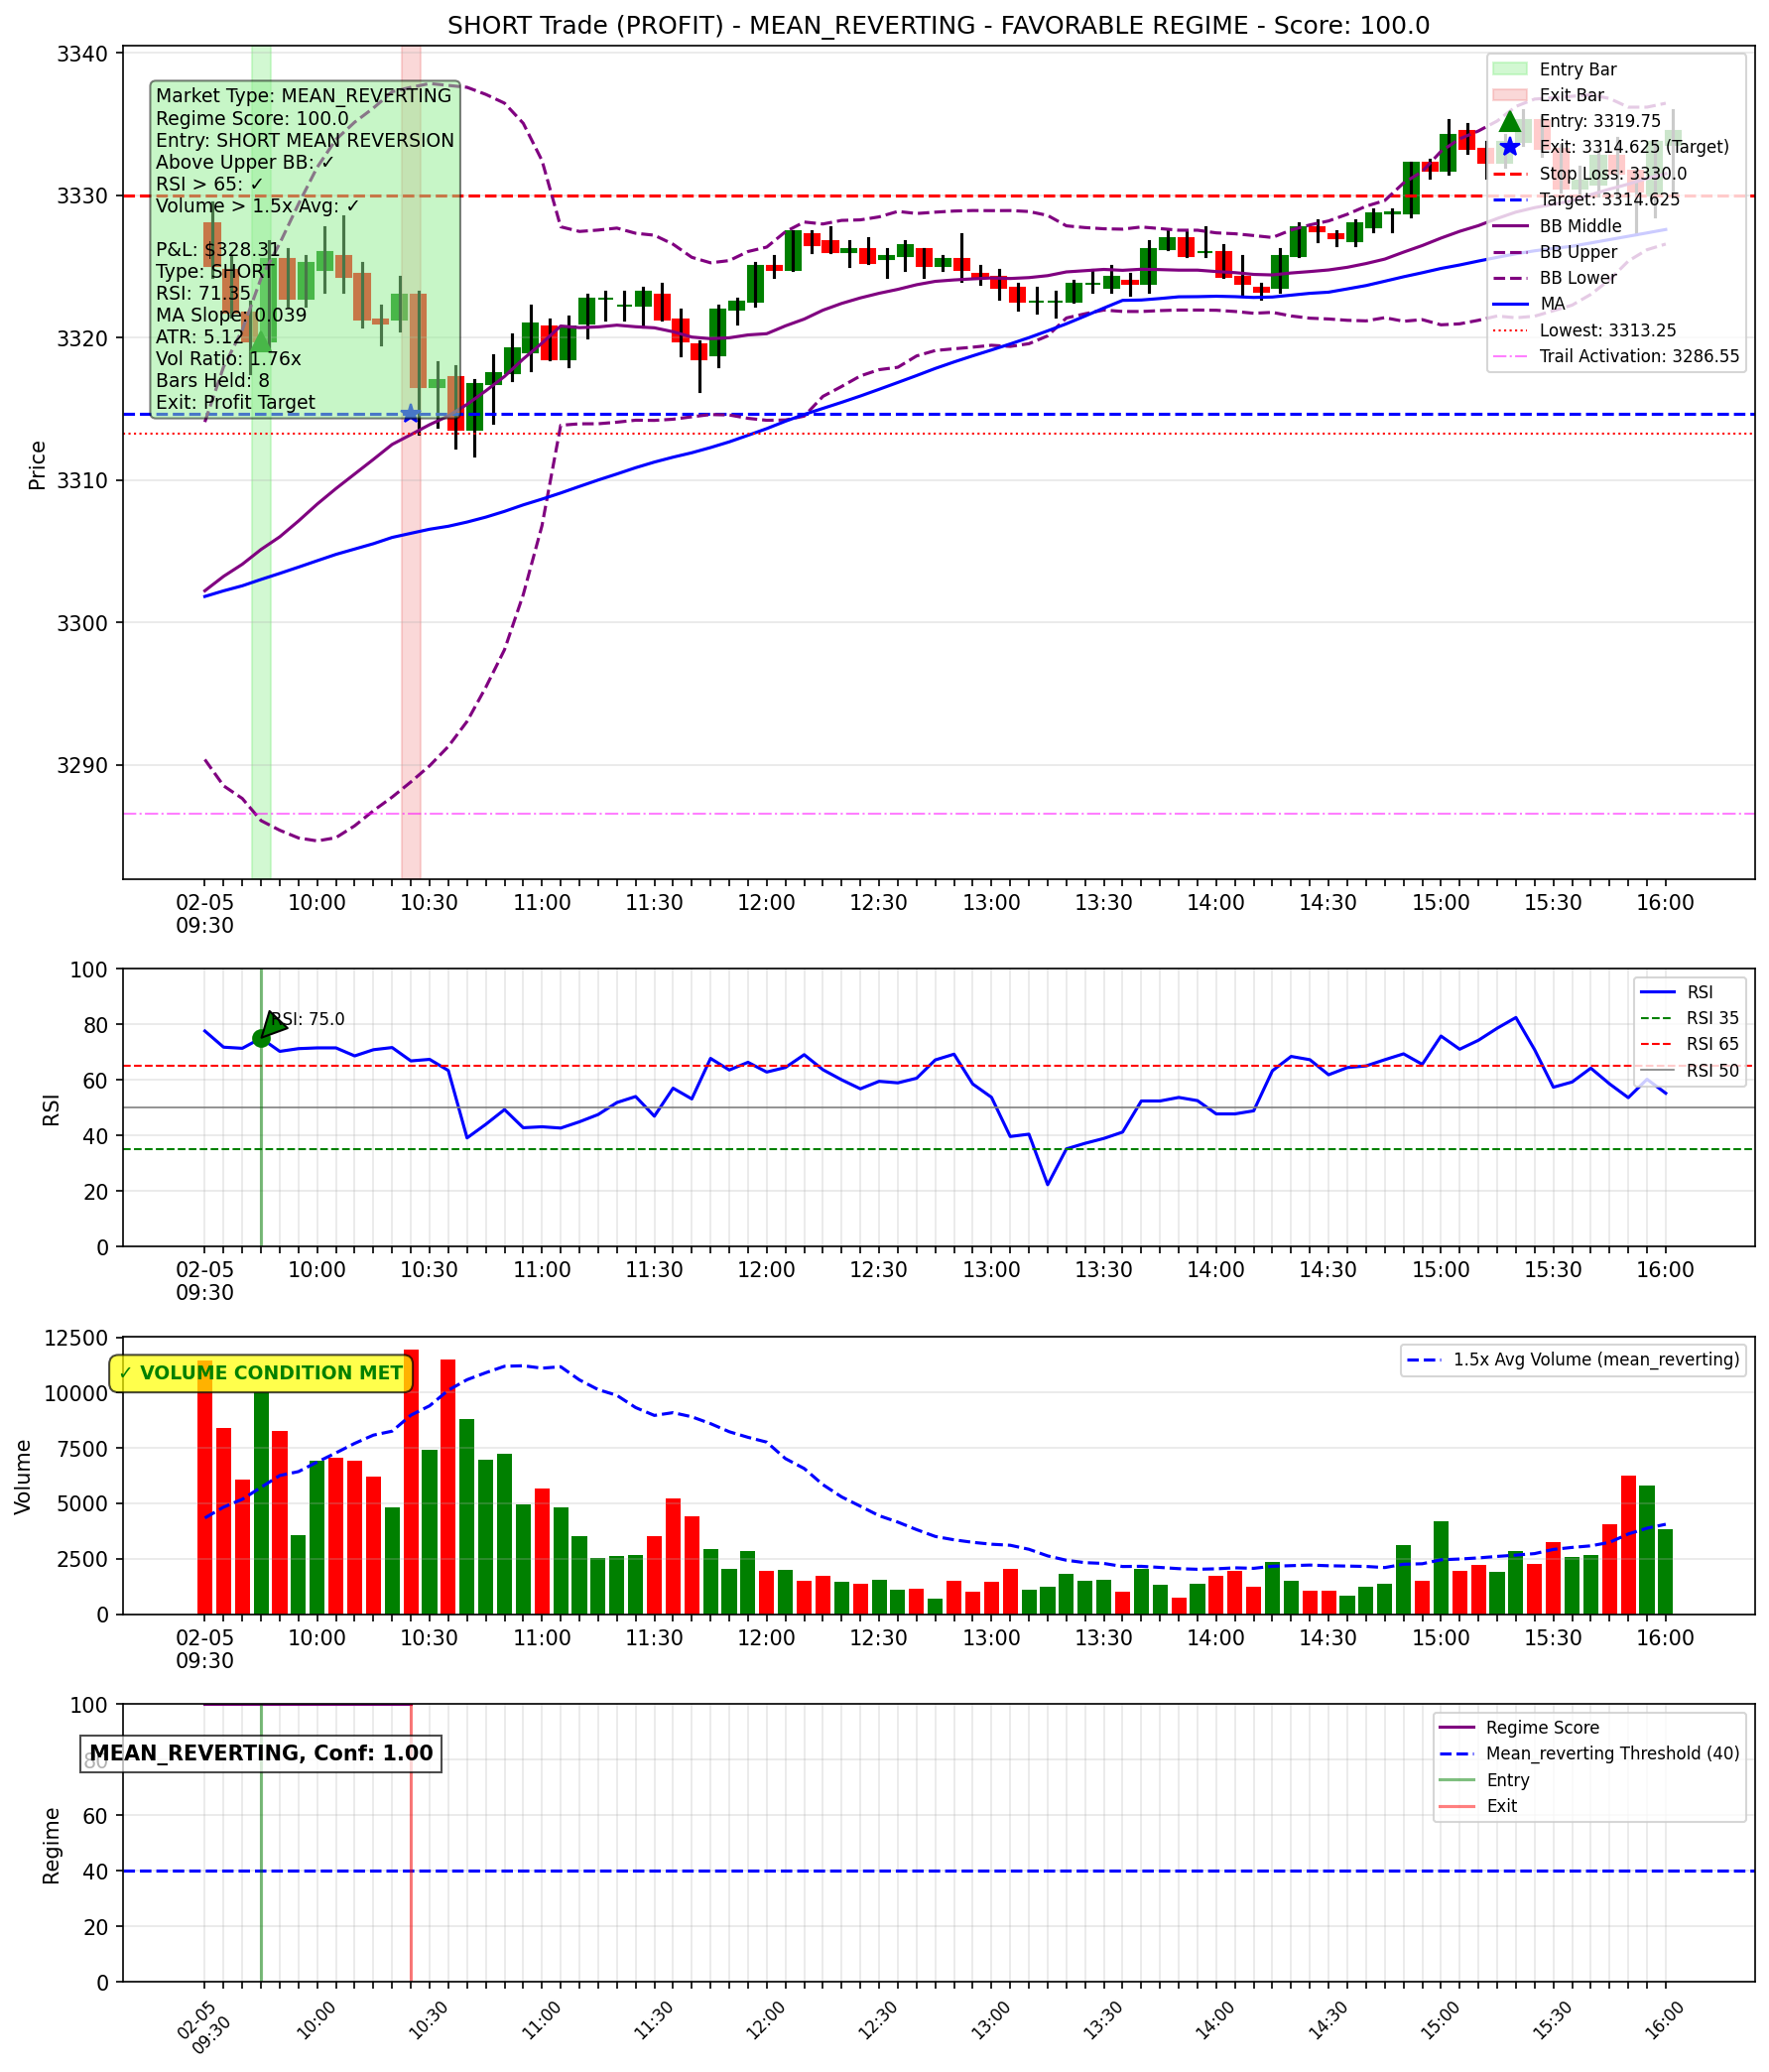 SHORT Trade (PROFIT) - MEAN_REVERTING - FAVORABLE REGIME - Score: 100.0
Price
3340
3330
3320
3310
3300
3290
Market Type: MEAN_REVERTING
Regime Score: 100.0
Entry: SHORT MEAN REVERSION
Above Upper BB: ✓
RSI > 65: ✓
Volume > 1.5x Avg: ✓
P&L: $328.31
Type: SHORT
RSI: 71.35
MA Slope: 0.039
ATR: 5.12
Vol Ratio: 1.76x
Bars Held: 8
Exit: Profit Target
Entry Bar
Exit Bar
Entry: 3319.75
Exit: 3314.625 (Target)
Stop Loss: 3330.0
Target: 3314.625
BB Middle
BB Upper
BB Lower
MA
Lowest: 3313.25
Trail Activation: 3286.55
02-05 10:00 10:30 11:00 11:30 12:00 12:30 13:00 13:30 14:00 14:30 15:00 15:30 16:00
09:30
RSI
100
80
60
40
20
0
RSI: 75.0
RSI
RSI 35
RSI 65
RSI 50
02-05 10:00 10:30 11:00 11:30 12:00 12:30 13:00 13:30 14:00 14:30 15:00 15:30 16:00
09:30
Volume
12500
10000
7500
5000
2500
0
✓ VOLUME CONDITION MET
1.5x Avg Volume (mean_reverting)
02-05 10:00 10:30 11:00 11:30 12:00 12:30 13:00 13:30 14:00 14:30 15:00 15:30 16:00
09:30
Regime
100
80
60
40
20
0
MEAN_REVERTING, Conf: 1.00
Regime Score
Mean_reverting Threshold (40)
Entry
Exit
02-05 10:00 10:30 11:00 11:30 12:00 12:30 13:00 13:30 14:00 14:30 15:00 15:30 16:00
09:30